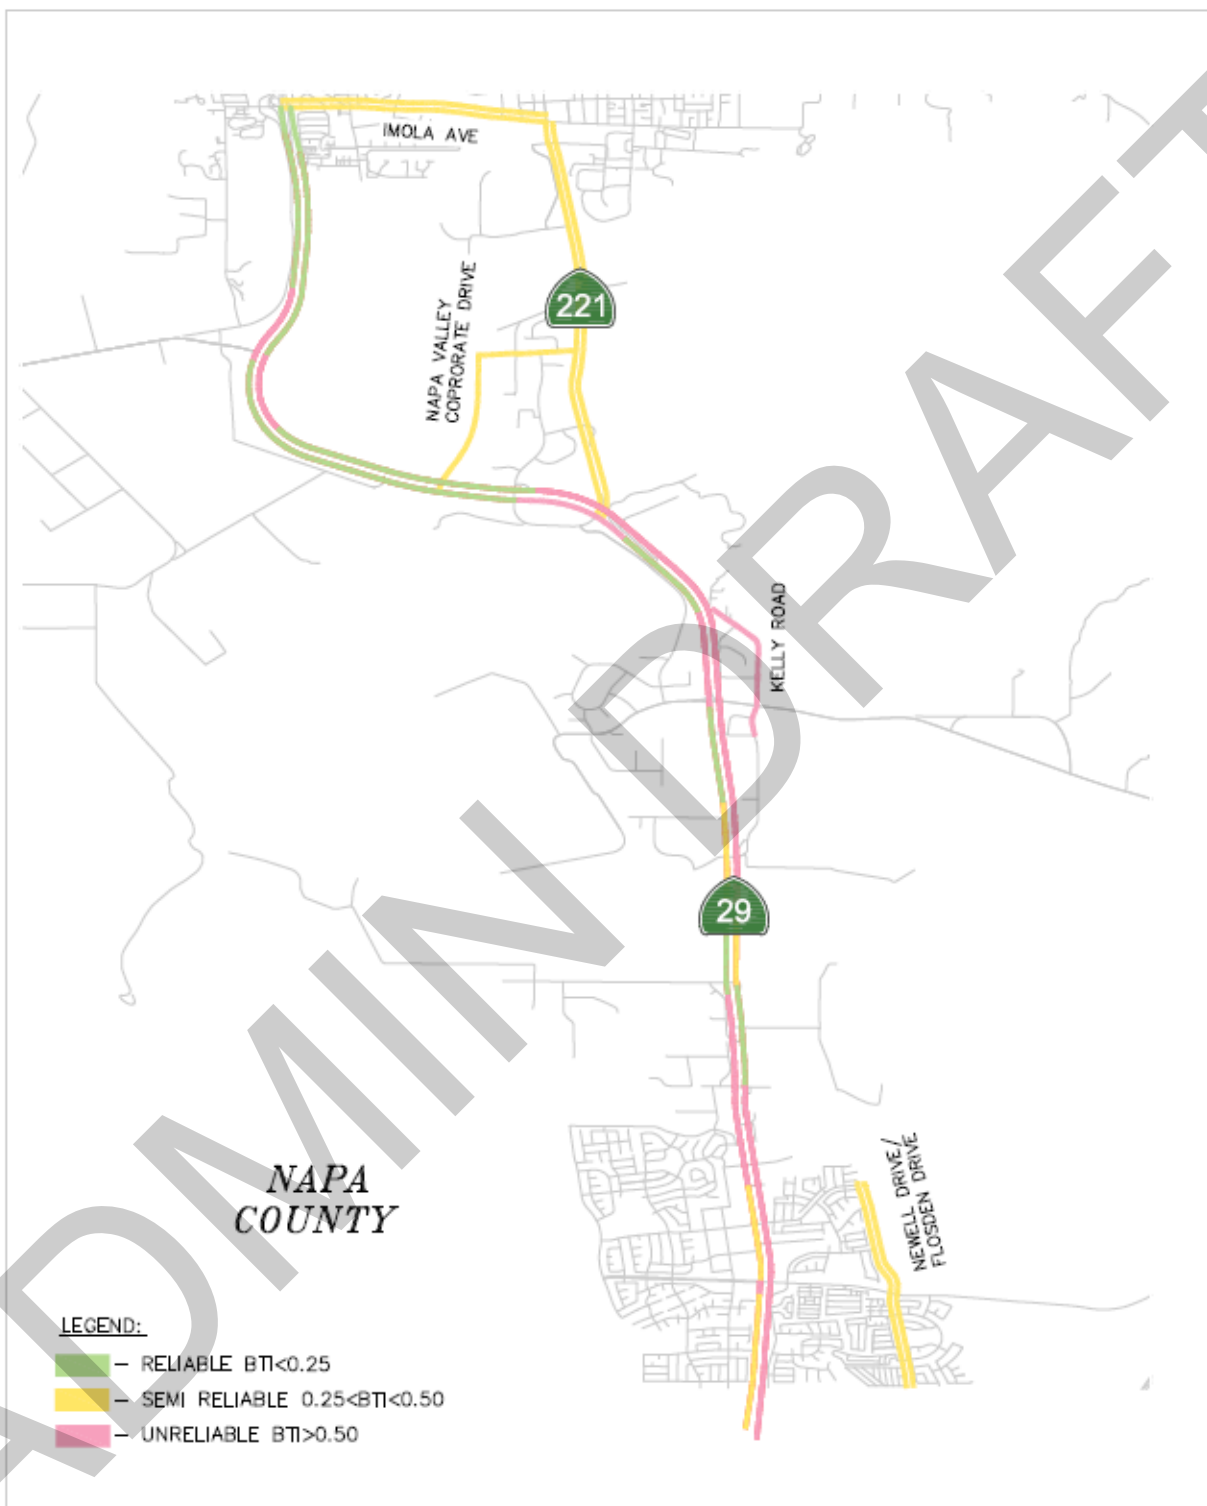 IMOLA AVE
221
NAPA VALLEY
COPRORATE DRIVE
KELLY ROAD
29
NEWELL DRIVE/
FLOSDEN DRIVE
NAPA
COUNTY
LEGEND:
– RELIABLE BTI<0.25
– SEMI RELIABLE 0.25<BTI<0.50
– UNRELIABLE BTI>0.50
ADMIN DRAFT